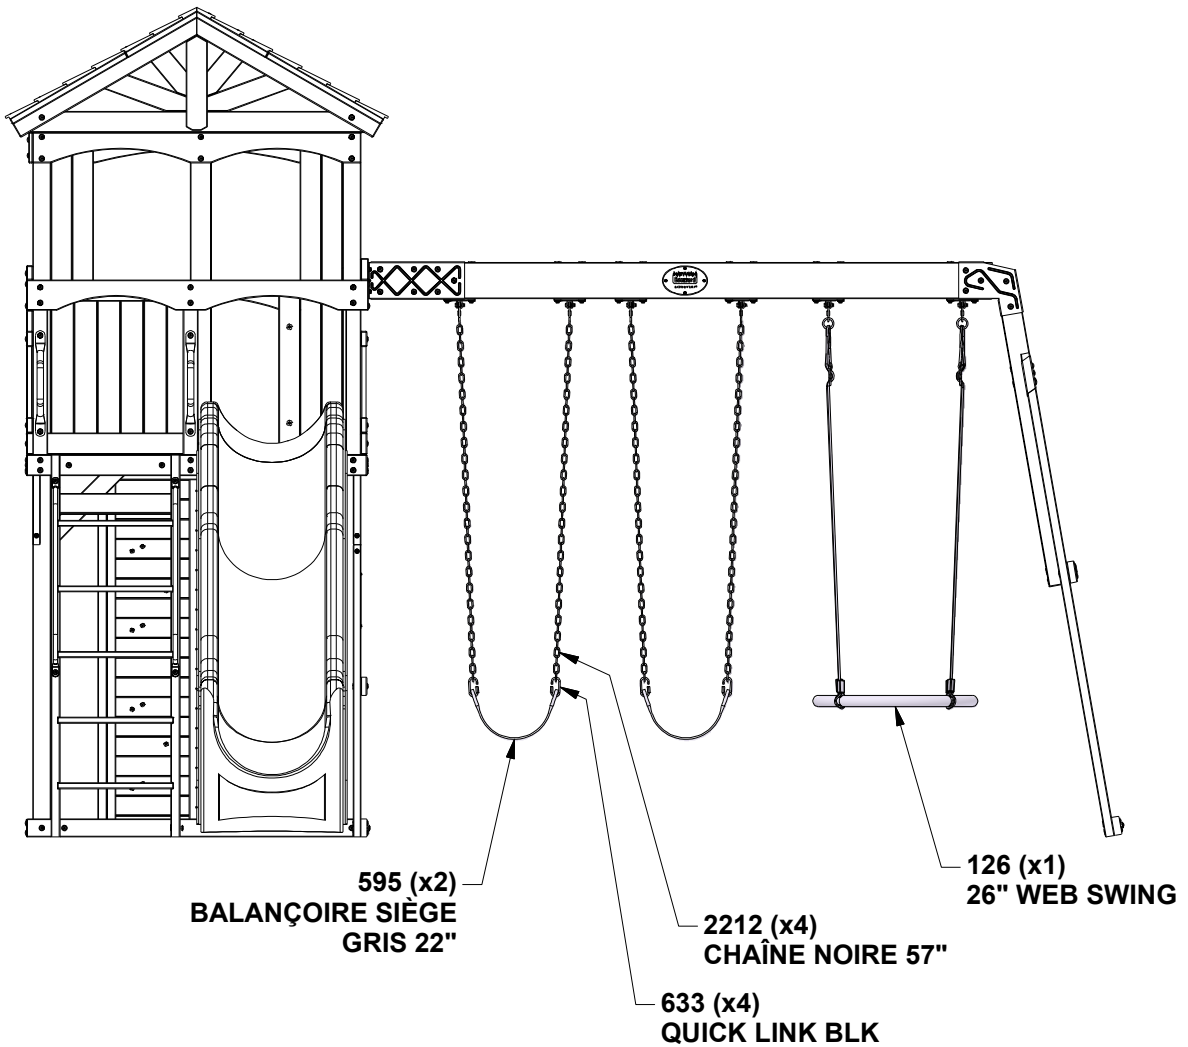 595 (x2)
BALANÇOIRE SIÈGE
GRIS 22"
126 (x1)
26" WEB SWING
2212 (x4)
CHAÎNE NOIRE 57"
633 (x4)
QUICK LINK BLK